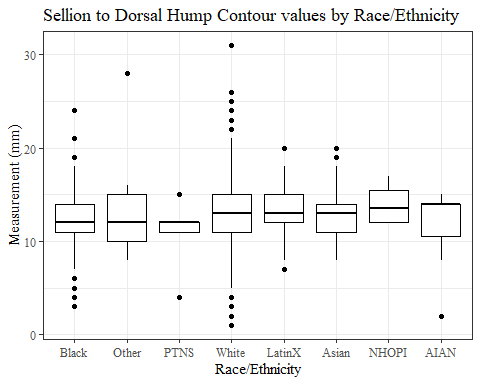 Sellion to Dorsal Hump Contour values by Race/Ethnicity
Measurement (mm)
30
20
10
0
Black Other PTNS White LatinX Asian NHOPI AIAN
Race/Ethnicity